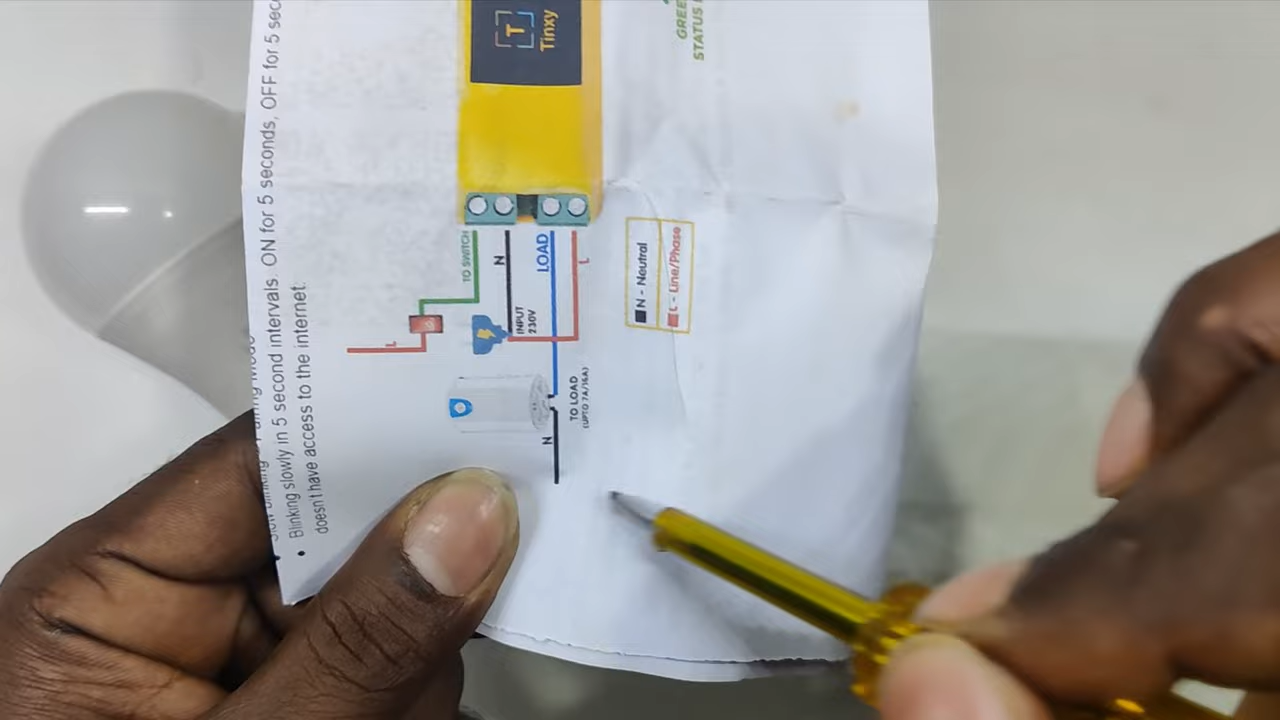 Blinking slowly in 5 second intervals. ON for 5 seconds, OFF for 5
doesn't have access to the internet.
T
Tinxy
TO SWITCH
N
LOAD
L
L
INPUT
230V
N
TO LOAD
(UPTO 7A/16A)
N - Neutral
L - Line/Phase
STATUS